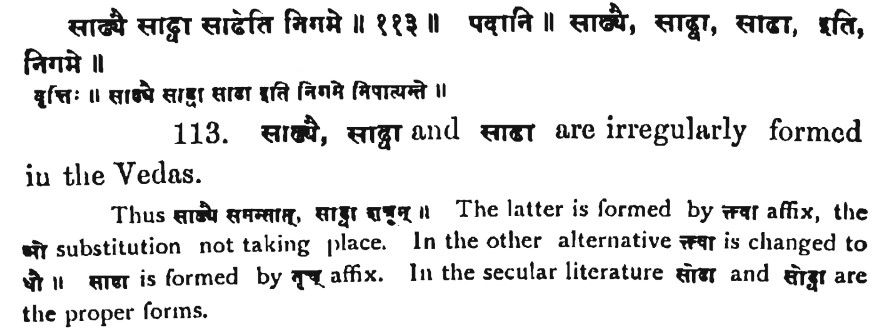 साढ्यै साढ्वा साढेति निगमे ॥ ११३ ॥ पदानि ॥ साढ्यै, साढ्वा, साढा, इति,
निगमे ॥
वृत्तिः ॥ साढ्यै साढ्वा साढा इति निगमे निपात्यन्ते ॥
113. साढ्यै, साढ्वा and साढा are irregularly formed
in the Vedas.
Thus साढ्यै समन्तात्, साढ्वा शत्रून् ॥ The latter is formed by क्त्वा affix, the
ओ substitution not taking place. In the other alternative क्त्वा is changed to
ध्यै ॥ साढा is formed by तृच् affix. In the secular literature सोढा and सोढ्वा are
the proper forms.